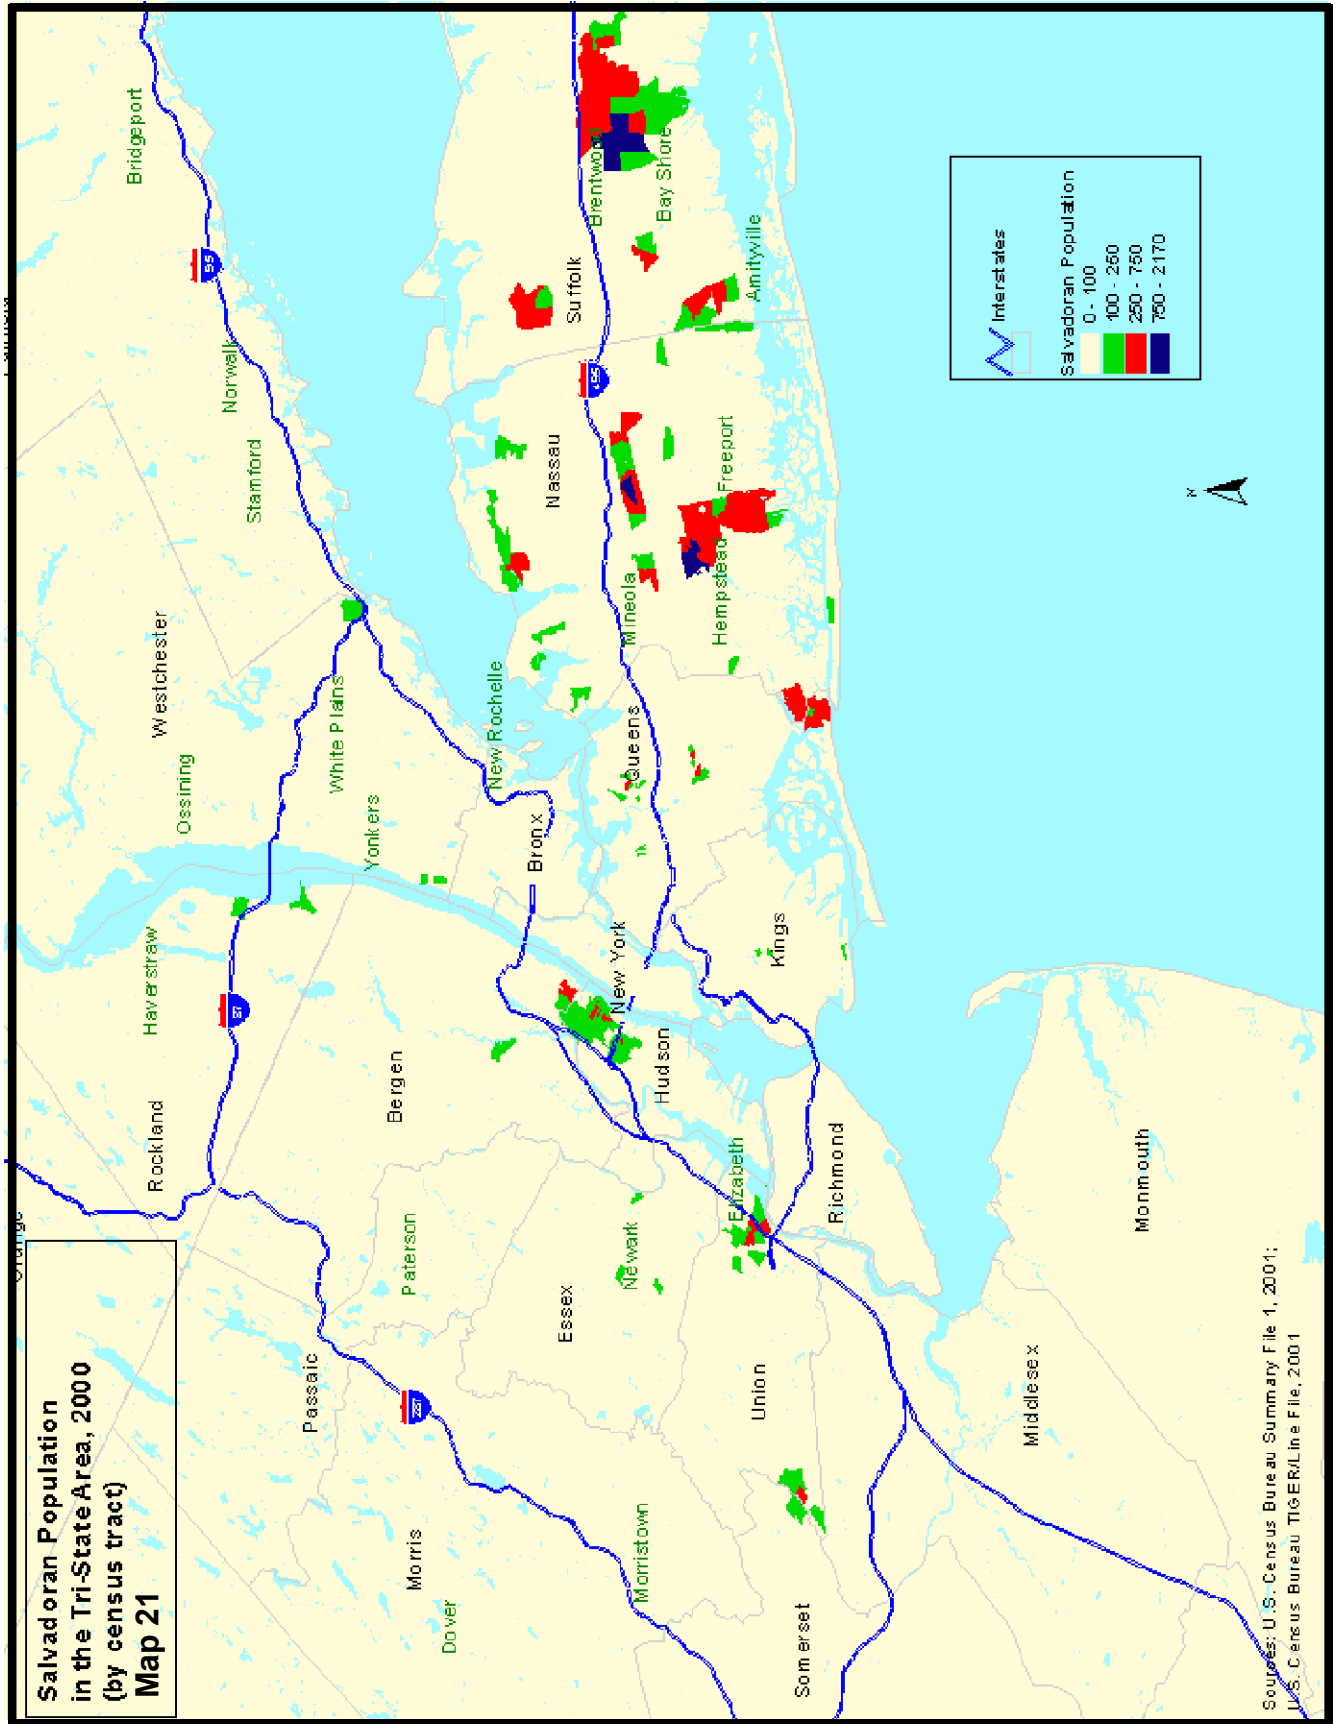 Salvadoran Population
in the Tri-State Area, 2000
(by census tract)
Map 21
Bridgeport
95
Norwalk
Stamford
Westchester
Ossining
White Plains
Yonkers
New Rochelle
Haverstraw
87
Rockland
Bergen
Bronx
New York
Hudson
Queens
Kings
Richmond
Suffolk
Brentwood
Bay Shore
Amityville
495
Nassau
Mineola
Hempstead
Freeport
Paterson
Passaic
287
Essex
Newark
Elizabeth
Union
Morris
Dover
Morristown
Somerset
Middlesex
Monmouth
N
Interstates
Salvadoran Population
0 - 100
100 - 250
250 - 750
750 - 2170
Sources: U.S. Census Bureau Summary File 1, 2001;
U.S. Census Bureau TIGER/Line File, 2001